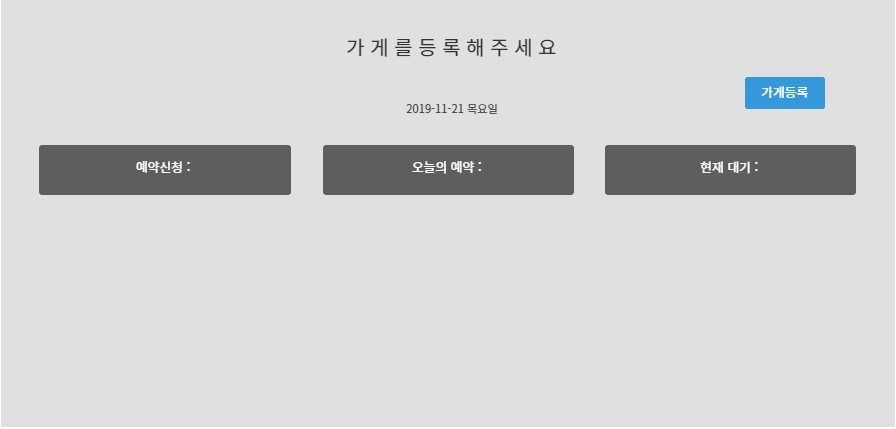 가게를등록해주세요
가게등록
2019-11-21 목요일
예약신청 :
오늘의 예약 :
현재 대기 :